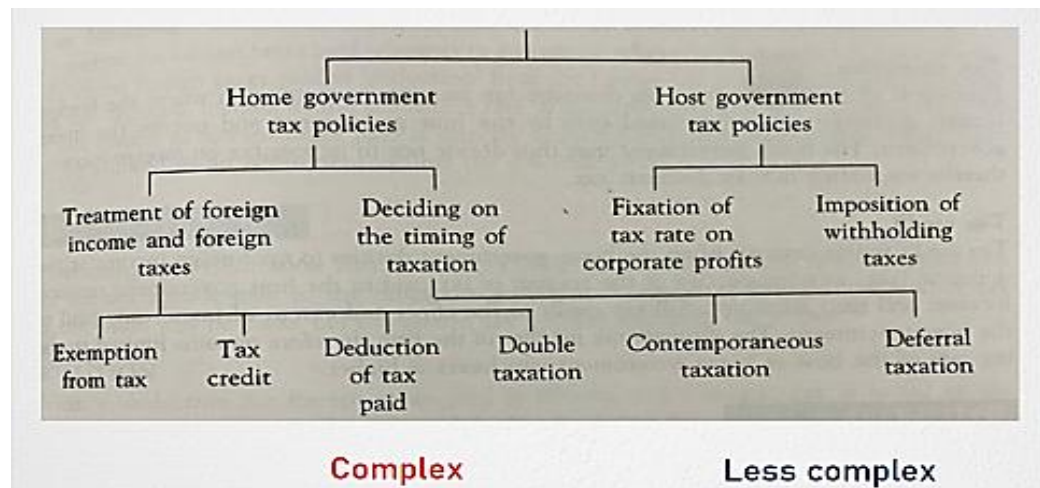 Home government
tax policies
Host government
tax policies
Treatment of foreign
income and foreign
taxes
Deciding on
the timing of
taxation
Fixation of
tax rate on
corporate profits
Imposition of
withholding
taxes
Exemption
from tax
Tax
credit
Deduction
of tax
paid
Double
taxation
Contemporaneous
taxation
Deferral
taxation
Complex
Less complex